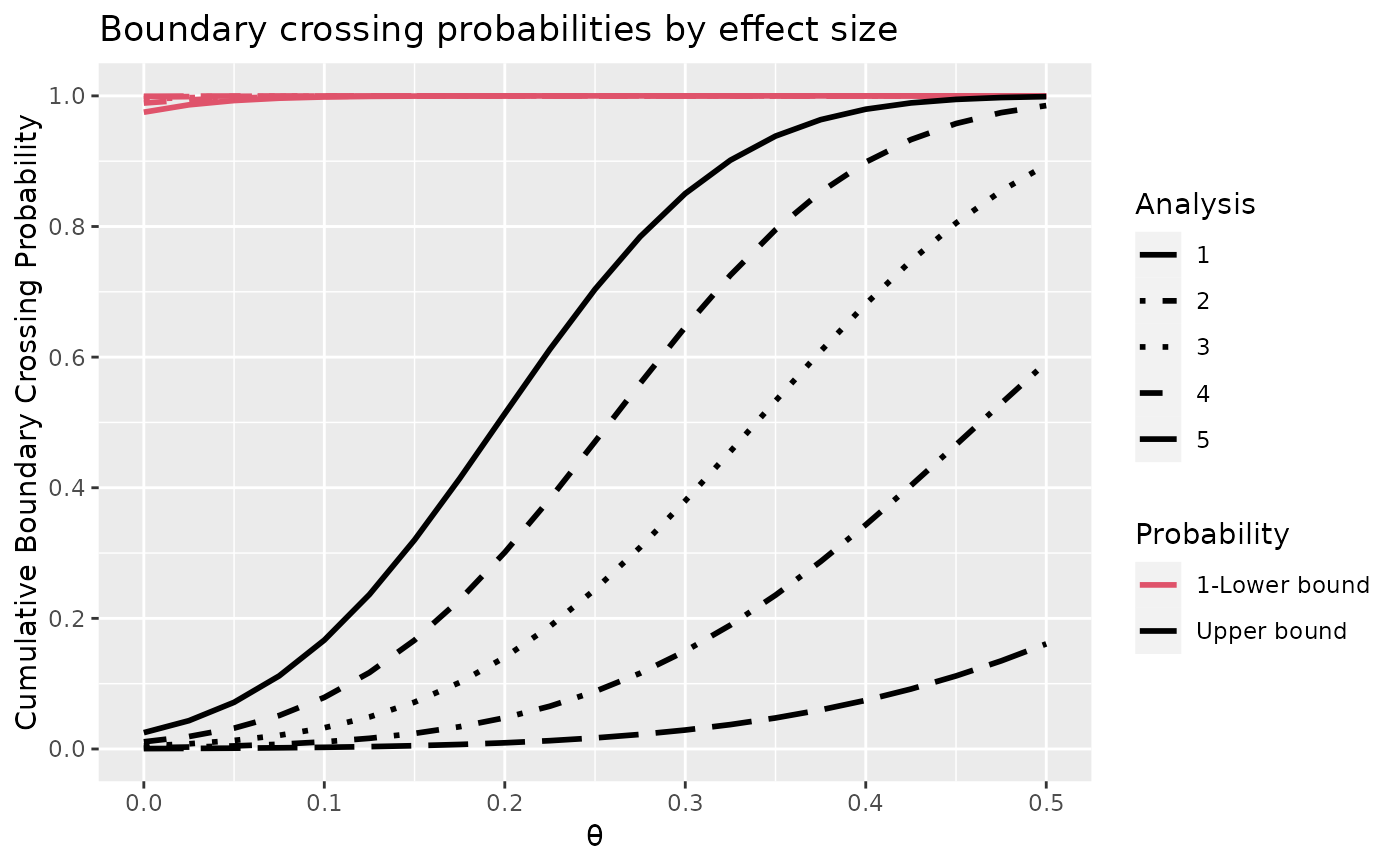 Boundary crossing probabilities by effect size
Cumulative Boundary Crossing Probability
1.0
0.8
0.6
0.4
0.2
0.0
0.0
0.1
0.2
0.3
0.4
0.5
θ
Analysis
1
2
3
4
5
Probability
1-Lower bound
Upper bound